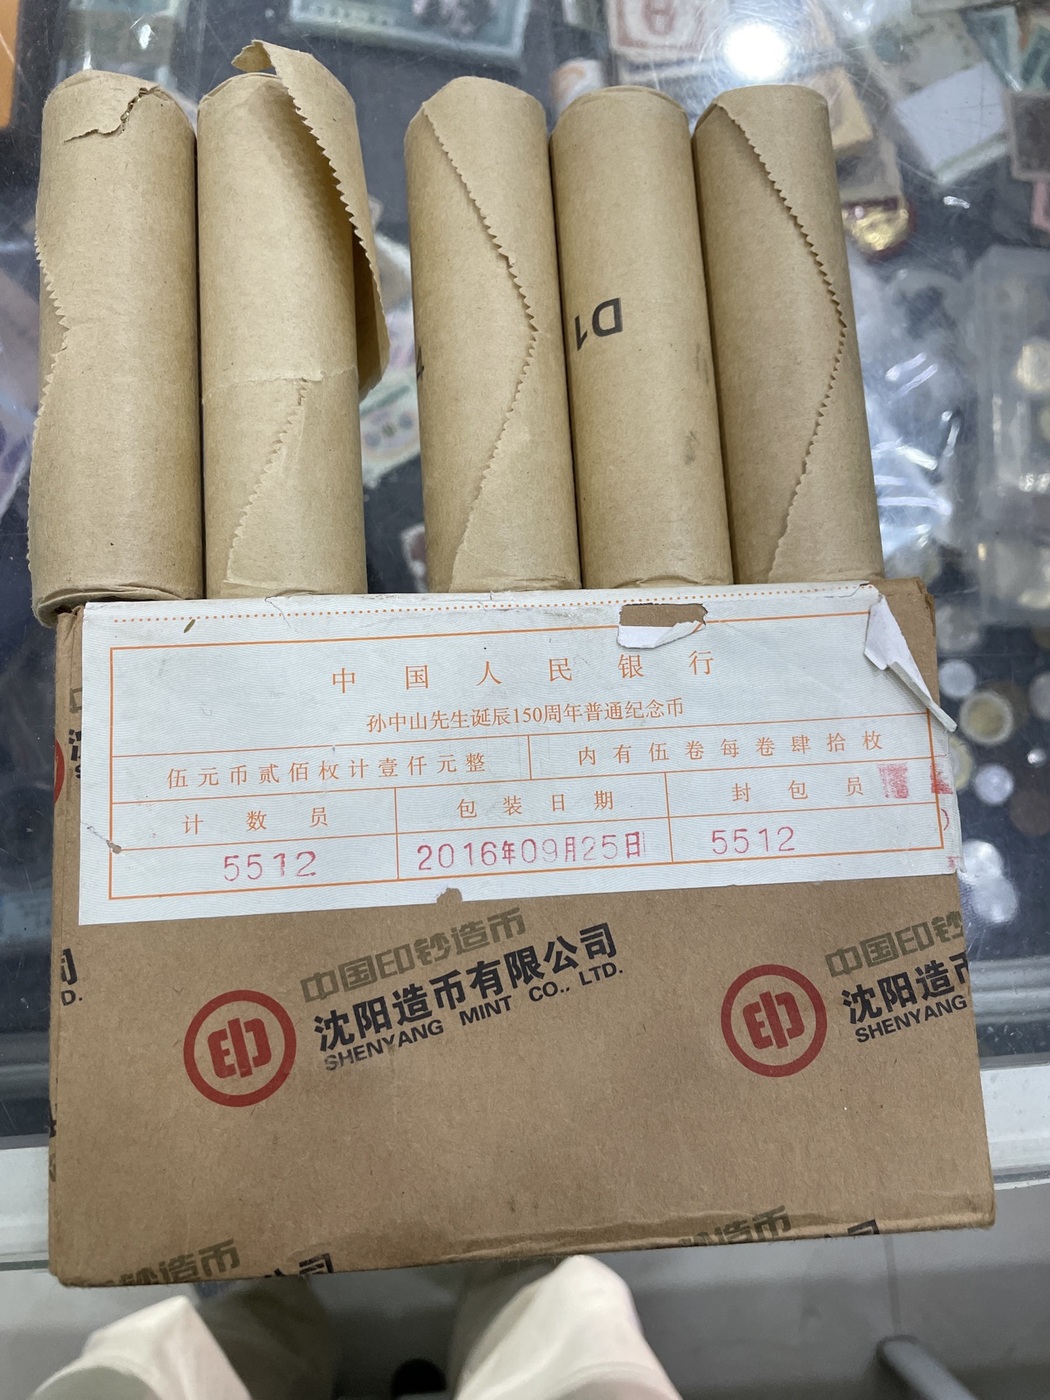 D1
中国人民银行
孙中山先生诞辰150周年普通纪念币
伍元币贰佰枚计壹仟元整
内有伍卷每卷肆拾枚
计数员
包装日期
封包员
5512
2016年09月25日
5512
中国印钞造币
沈阳造币有限公司
SHENYANG MINT CO., LTD.
中国印钞
沈阳造币
SHENYANG
司
D.
钞造币
造币